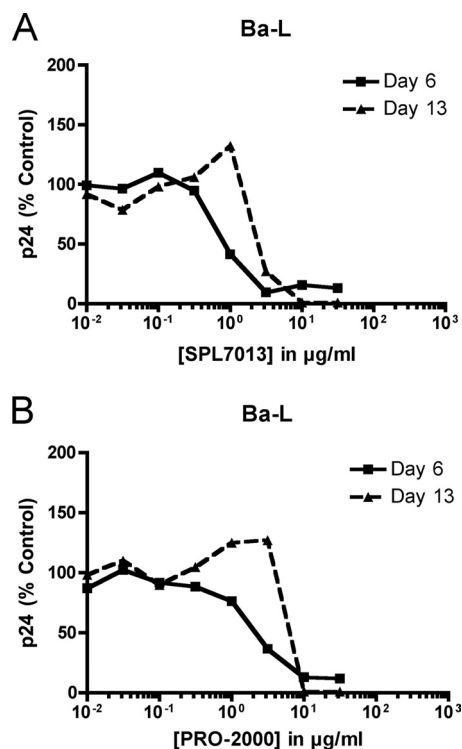 A
Ba-L
200
150
100
50
0
p24 (% Control)
Day 6
Day 13
10⁻² 10⁻¹ 10⁰ 10¹ 10² 10³
[SPL7013] in µg/ml
B
Ba-L
200
150
100
50
0
p24 (% Control)
Day 6
Day 13
10⁻² 10⁻¹ 10⁰ 10¹ 10² 10³
[PRO-2000] in µg/ml